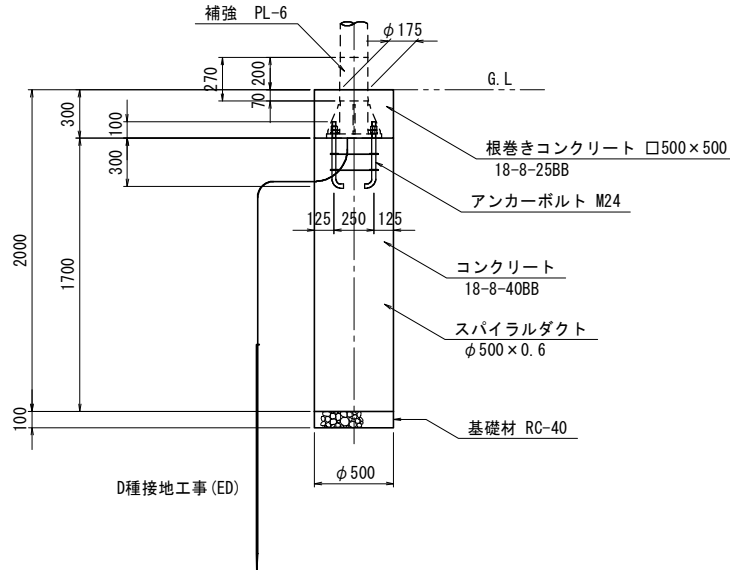 補強 PL-6
φ175
G.L
270
200
70
300
100
300
根巻きコンクリート □500×500
18-8-25BB
アンカーボルト M24
125
250
125
2000
1700
コンクリート
18-8-40BB
スパイラルダクト
φ500×0.6
100
基礎材 RC-40
φ500
D種接地工事(ED)